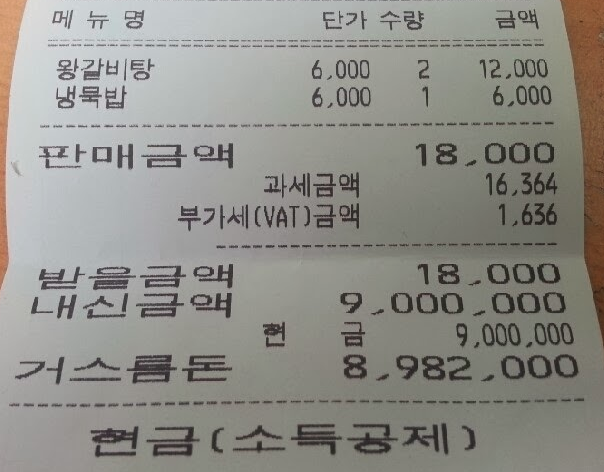 메 뉴 명 단가 수량 금액
왕갈비탕 6,000 2 12,000
냉묵밥 6,000 1 6,000
판매금액 18,000
과세금액 16,364
부가세(VAT)금액 1,636
받을금액 18,000
내신금액 9,000,000
현 금 9,000,000
거스름돈 8,982,000
현금(소득공제)